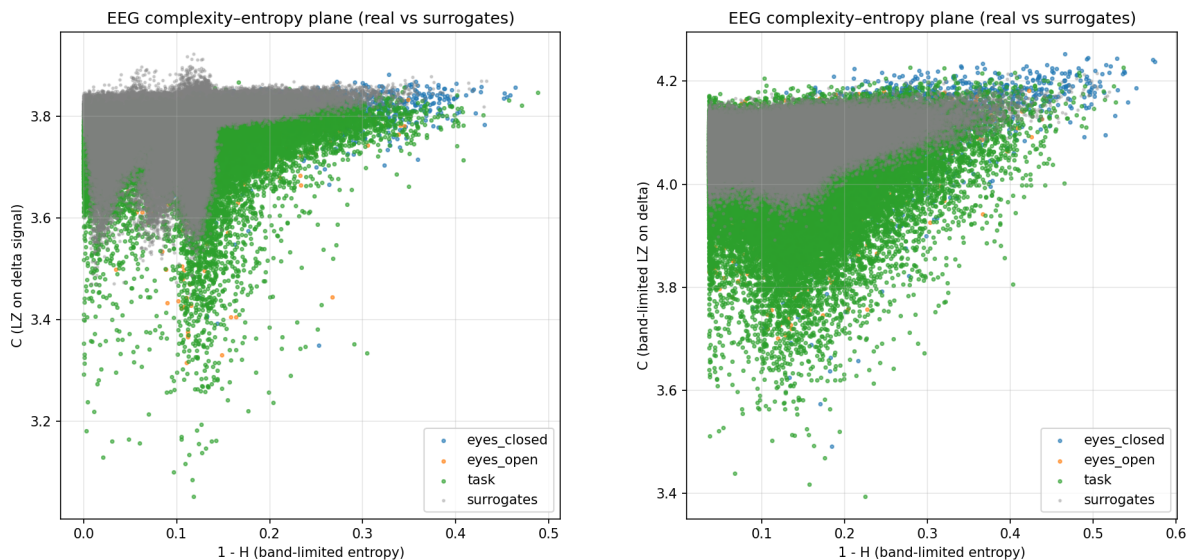 EEG complexity–entropy plane (real vs surrogates)
C (LZ on delta signal)
3.8
3.6
3.4
3.2
0.0 0.1 0.2 0.3 0.4 0.5
1 - H (band-limited entropy)
eyes_closed
eyes_open
task
surrogates
EEG complexity–entropy plane (real vs surrogates)
C (band-limited LZ on delta)
4.2
4.0
3.8
3.6
3.4
0.1 0.2 0.3 0.4 0.5 0.6
1 - H (band-limited entropy)
eyes_closed
eyes_open
task
surrogates